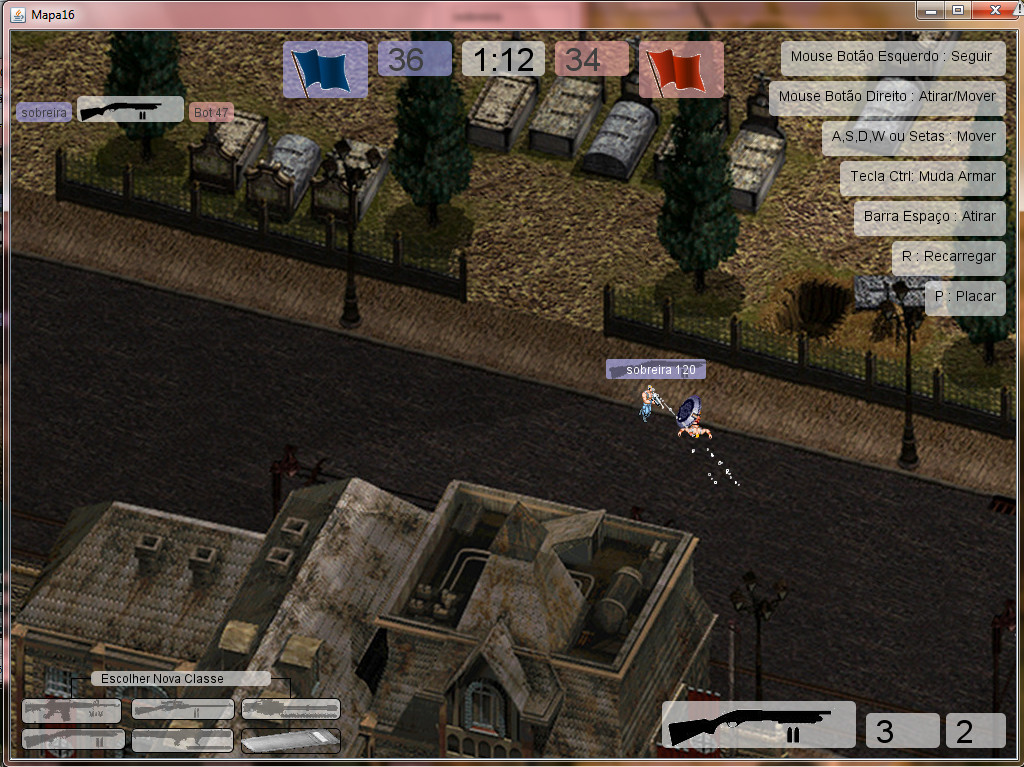 Mapa16
36 1:12 34
sobreira Bot 47
Mouse Botão Esquerdo : Seguir
Mouse Botão Direito : Atirar/Mover
A,S,D,W ou Setas : Mover
Tecla Ctrl: Muda Armar
Barra Espaço : Atirar
R : Recarregar
P : Placar
sobreira 120
Escolher Nova Classe
3 2